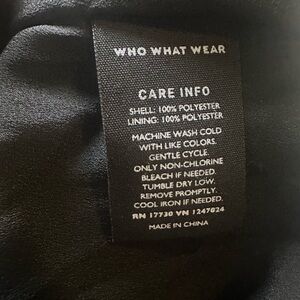 WHO WHAT WEAR
CARE INFO
SHELL: 100% POLYESTER
LINING: 100% POLYESTER
MACHINE WASH COLD
WITH LIKE COLORS.
GENTLE CYCLE.
ONLY NON-CHLORINE
BLEACH IF NEEDED.
TUMBLE DRY LOW.
REMOVE PROMPTLY.
COOL IRON IF NEEDED.
RN 17730 VN 1247024
MADE IN CHINA